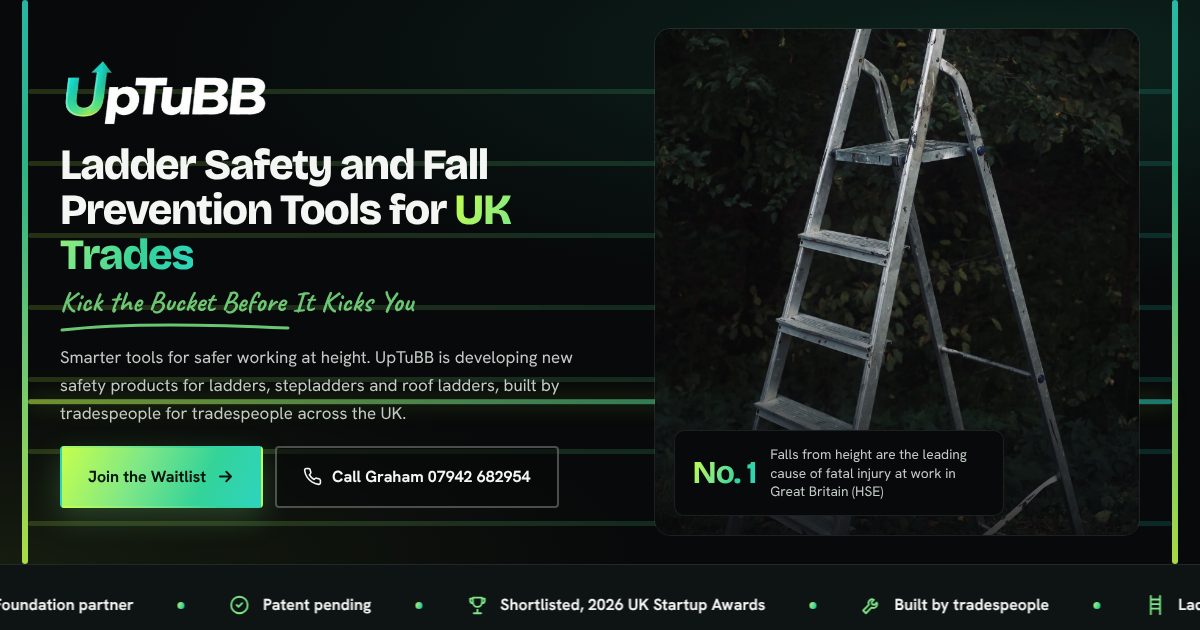 UpTuBB
Ladder Safety and Fall
Prevention Tools for UK
Trades
Kick the Bucket Before It Kicks You
Smarter tools for safer working at height. UpTuBB is developing new
safety products for ladders, stepladders and roof ladders, built by
tradespeople for tradespeople across the UK.
Join the Waitlist →
Call Graham 07942 682954
No. 1
Falls from height are the leading
cause of fatal injury at work in
Great Britain (HSE)
Foundation partner • Patent pending • Shortlisted, 2026 UK Startup Awards • Built by tradespeople •